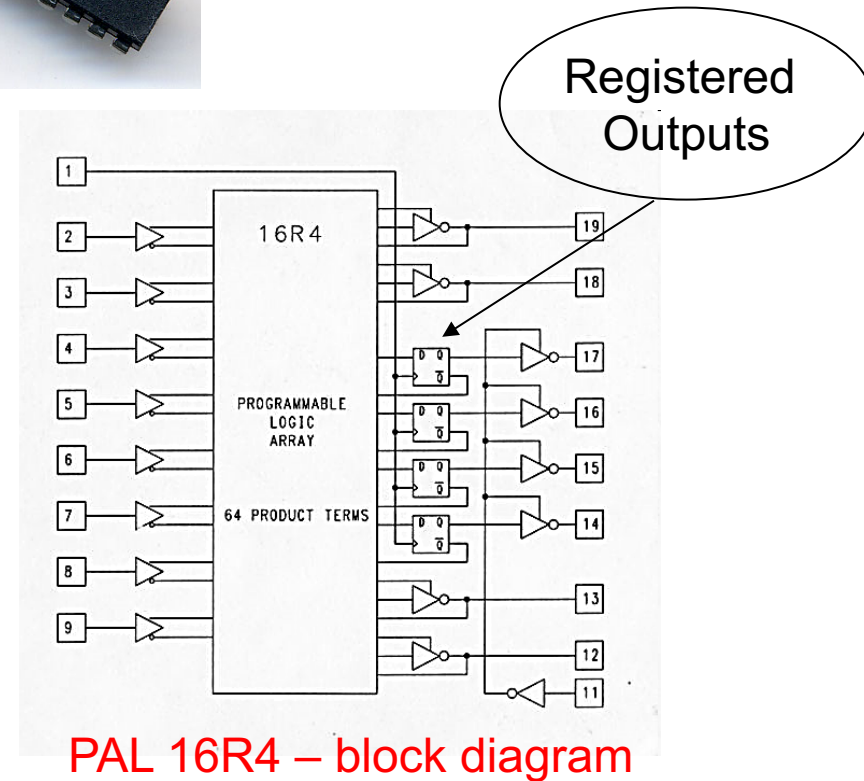 Registered
Outputs
1
2
3
4
5
6
7
8
9
16R4
PROGRAMMABLE
LOGIC
ARRAY
64 PRODUCT TERMS
D Q
Q
D Q
Q
D Q
Q
D Q
Q
19
18
17
16
15
14
13
12
11
PAL 16R4 – block diagram